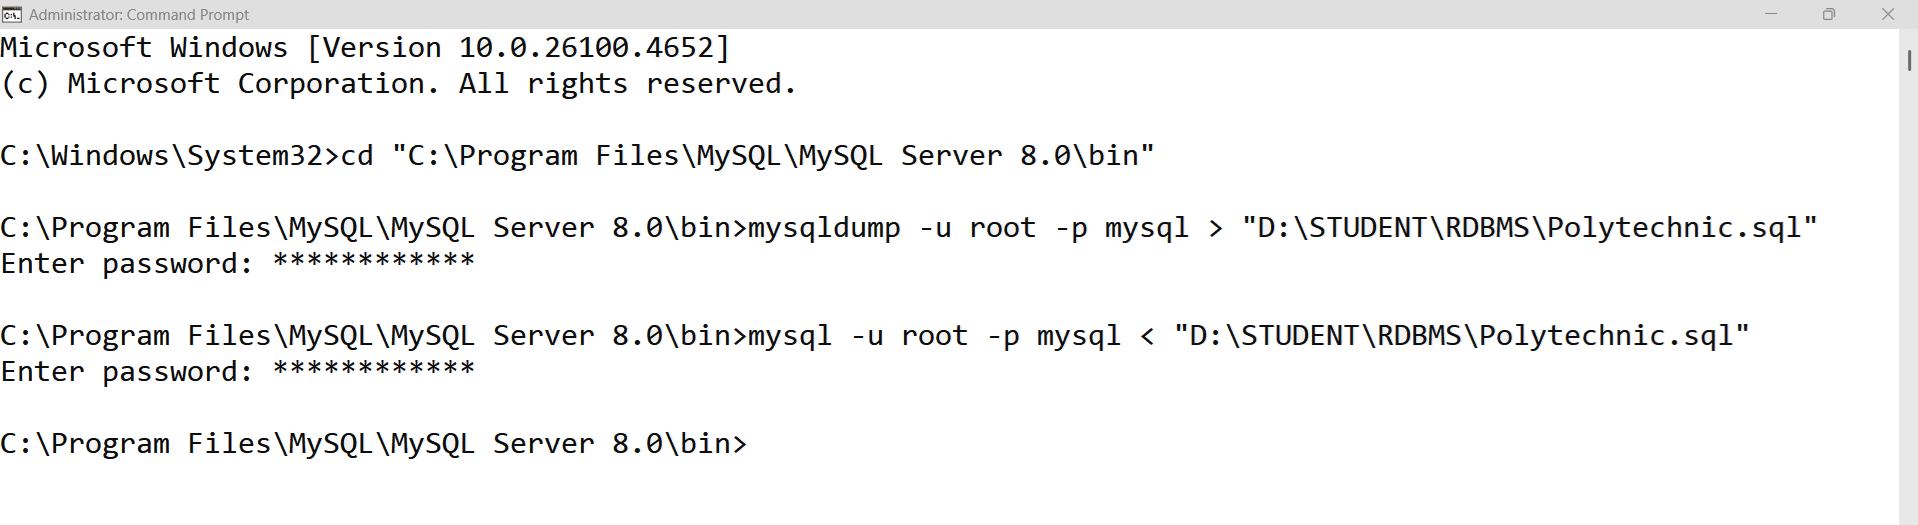 Administrator: Command Prompt
Microsoft Windows [Version 10.0.26100.4652]
(c) Microsoft Corporation. All rights reserved.
C:\Windows\System32>cd "C:\Program Files\MySQL\MySQL Server 8.0\bin"
C:\Program Files\MySQL\MySQL Server 8.0\bin>mysqldump -u root -p mysql > "D:\STUDENT\RDBMS\Polytechnic.sql"
Enter password: ************
C:\Program Files\MySQL\MySQL Server 8.0\bin>mysql -u root -p mysql < "D:\STUDENT\RDBMS\Polytechnic.sql"
Enter password: ************
C:\Program Files\MySQL\MySQL Server 8.0\bin>